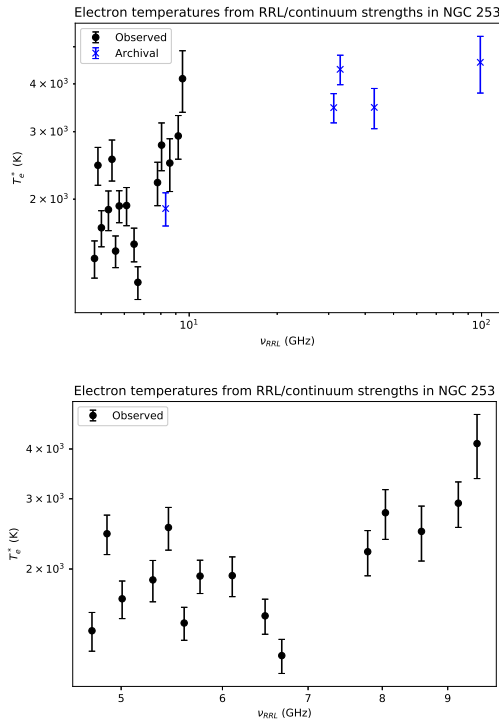 Electron temperatures from RRL/continuum strengths in NGC 253
Observed
Archival
4 × 10³
3 × 10³
2 × 10³
T*ₑ (K)
10¹
10²
ν_RRL (GHz)
Electron temperatures from RRL/continuum strengths in NGC 253
Observed
4 × 10³
3 × 10³
2 × 10³
T*ₑ (K)
5 6 7 8 9
ν_RRL (GHz)